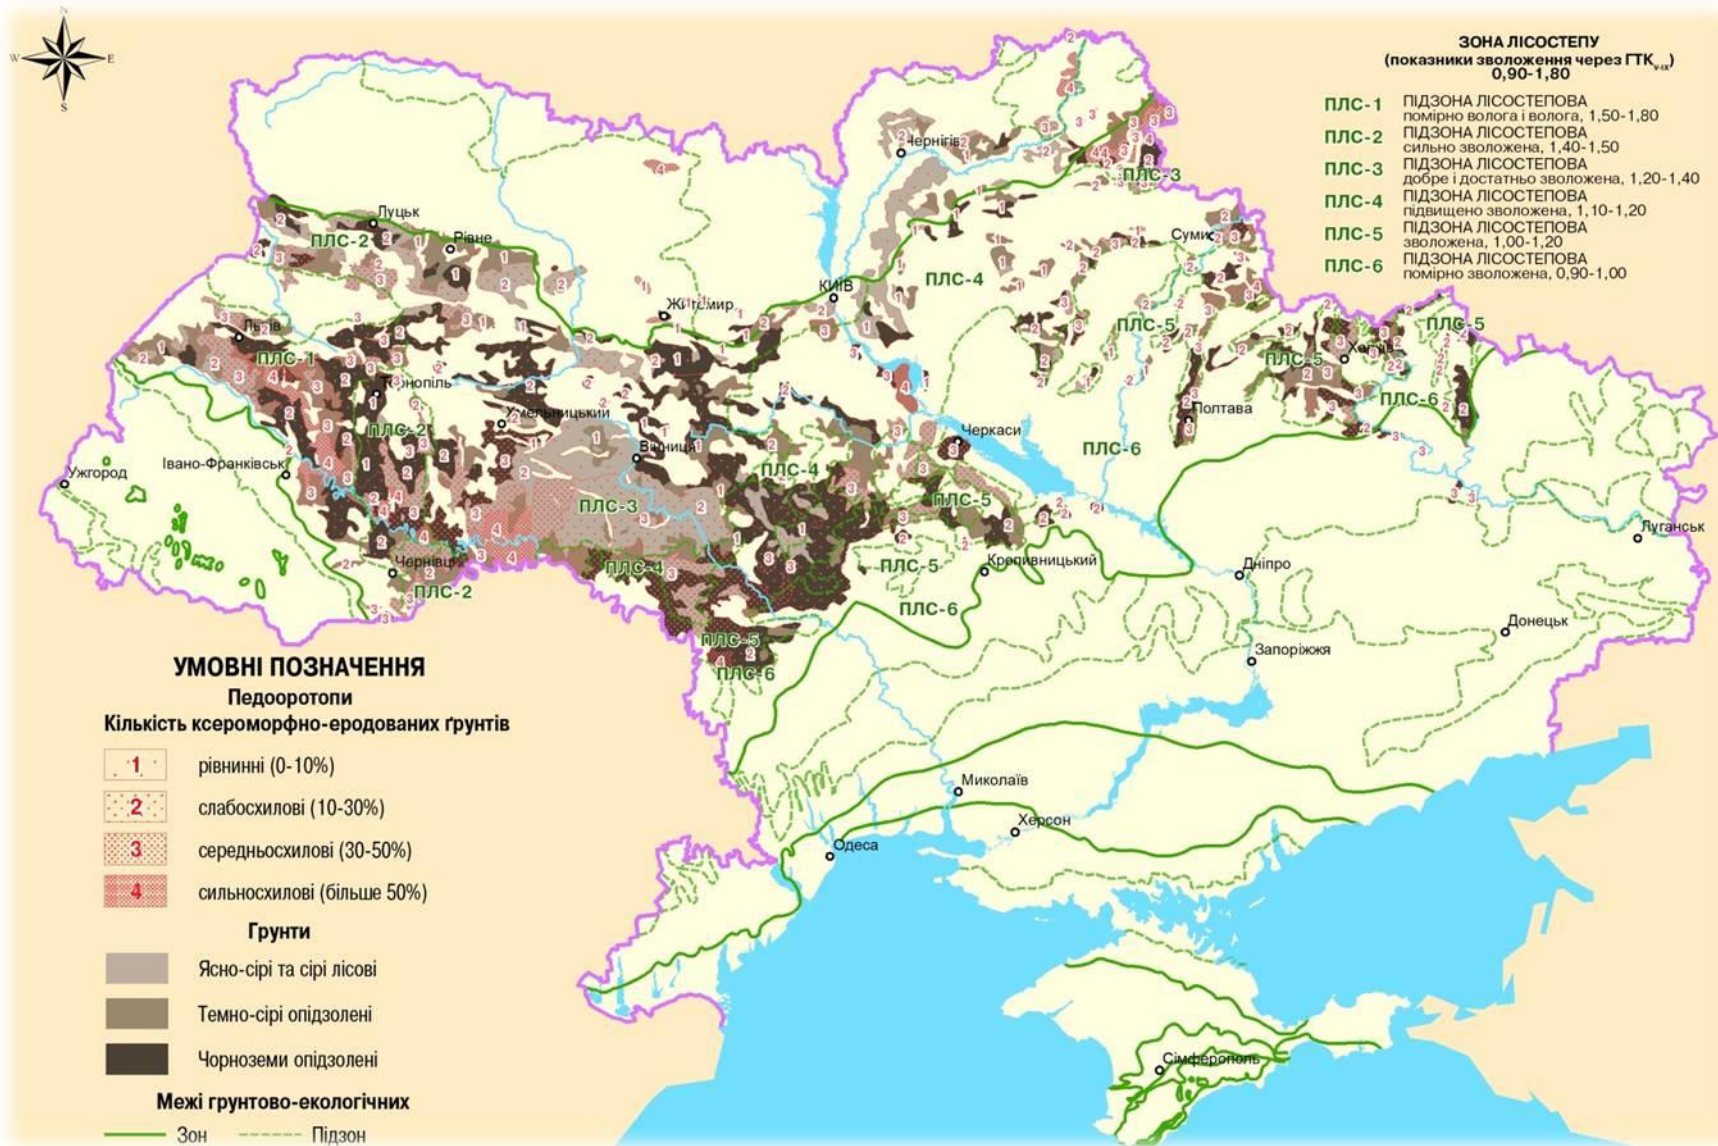 N
W
E
S
ЗОНА ЛІСОСТЕПУ
(показники зволоження через ГТКV-IX)
0,90-1,80
ПЛС-1 ПІДЗОНА ЛІСОСТЕПОВА
помірно волога і волога, 1,50-1,80
ПЛС-2 ПІДЗОНА ЛІСОСТЕПОВА
сильно зволожена, 1,40-1,50
ПЛС-3 ПІДЗОНА ЛІСОСТЕПОВА
добре і достатньо зволожена, 1,20-1,40
ПЛС-4 ПІДЗОНА ЛІСОСТЕПОВА
підвищено зволожена, 1,10-1,20
ПЛС-5 ПІДЗОНА ЛІСОСТЕПОВА
зволожена, 1,00-1,20
ПЛС-6 ПІДЗОНА ЛІСОСТЕПОВА
помірно зволожена, 0,90-1,00
Чернігів
ПЛС-3
Луцьк
ПЛС-2
Рівне
Суми
ПЛС-4
КИЇВ
Житомир
Львів
ПЛС-1
ПЛС-5
ПЛС-5
ПЛС-5
Харків
Тернопіль
ПЛС-6
Хмельницький
Полтава
ПЛС-2
Черкаси
Вінниця
ПЛС-6
Івано-Франківськ
Ужгород
ПЛС-4
ПЛС-5
ПЛС-3
Луганськ
Чернівці
ПЛС-4
ПЛС-5
Кропивницький
Дніпро
ПЛС-2
ПЛС-6
Донецьк
ПЛС-5
Запоріжжя
ПЛС-6
Миколаїв
Херсон
Одеса
Сімферополь
УМОВНІ ПОЗНАЧЕННЯ
Педооротопи
Кількість ксероморфно-еродованих ґрунтів
1 рівнинні (0-10%)
2 слабосхилові (10-30%)
3 середньосхилові (30-50%)
4 сильносхилові (більше 50%)
Грунти
Ясно-сірі та сірі лісові
Темно-сірі опідзолені
Чорноземи опідзолені
Межі грунтово-екологічних
Зон Підзон